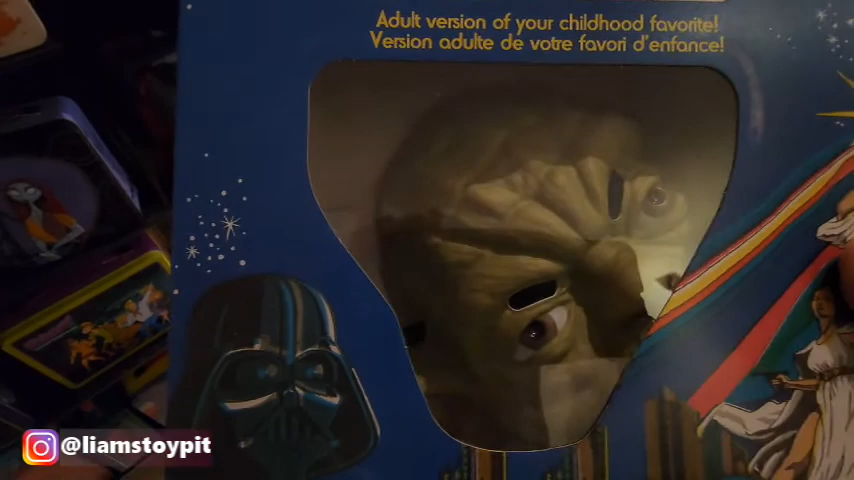 Adult version of your childhood favorite!
Version adulte de votre favori d'enfance!
@liamstoypit